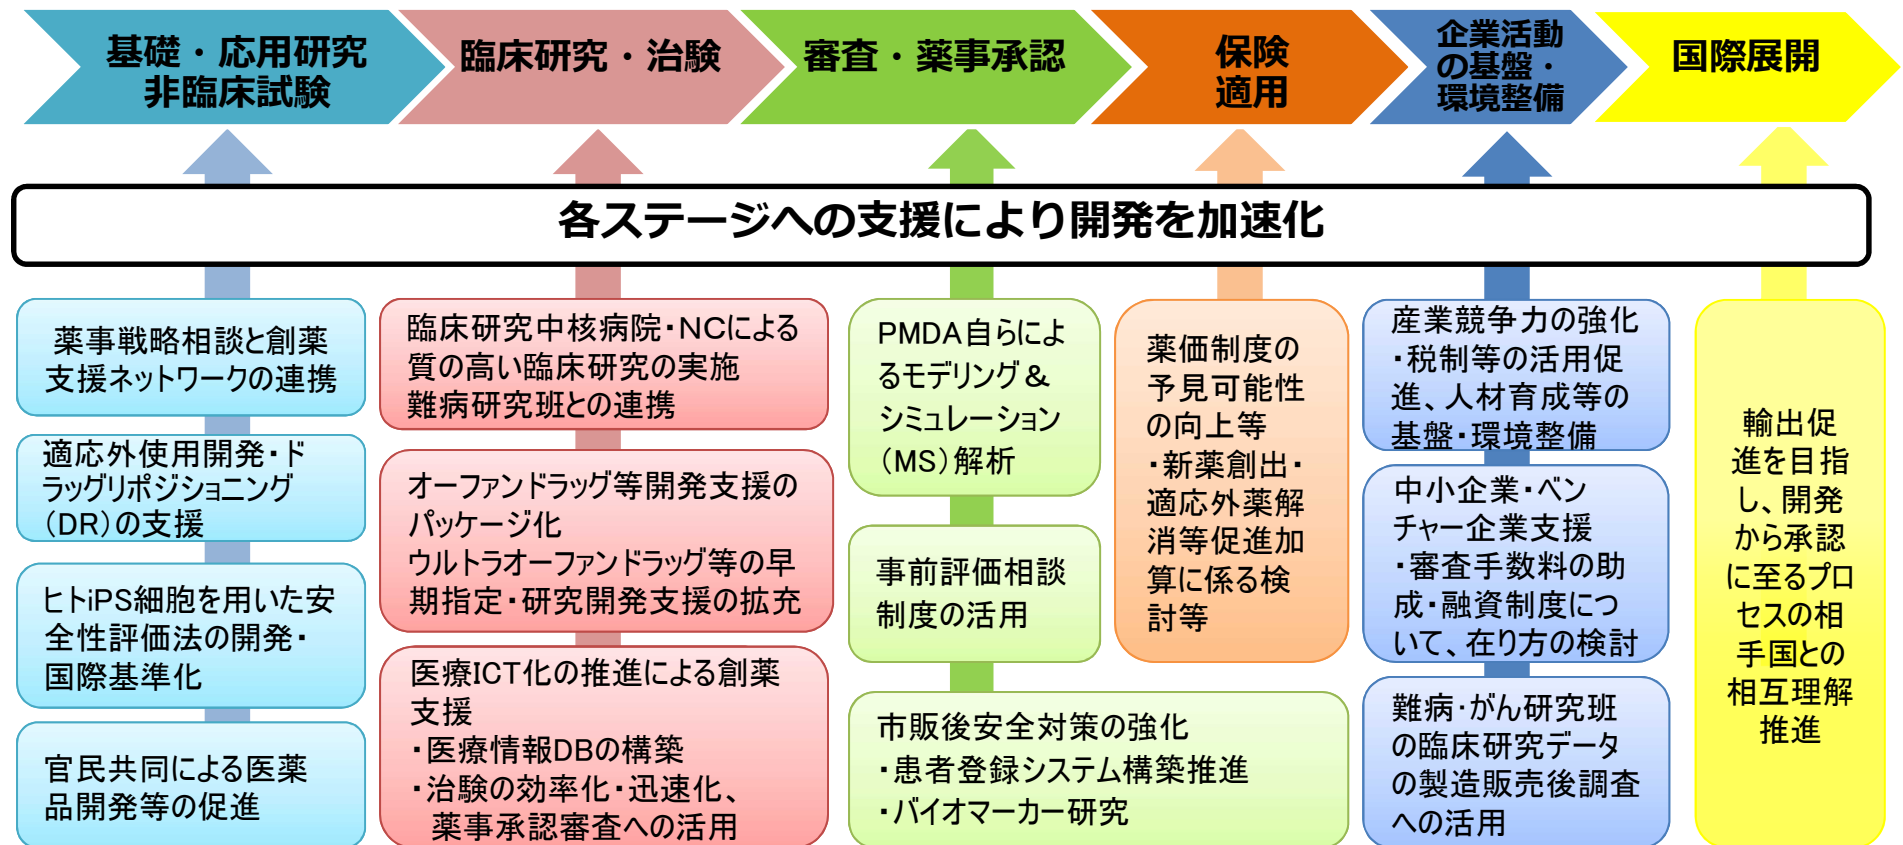 基礎・応用研究
非臨床試験
臨床研究・治験
審査・薬事承認
保険
適用
企業活動
の基盤・
環境整備
国際展開
各ステージへの支援により開発を加速化
薬事戦略相談と創薬
支援ネットワークの連携
適応外使用開発・ド
ラッグリポジショニング
(DR)の支援
ヒトiPS細胞を用いた安
全性評価法の開発・
国際基準化
官民共同による医薬
品開発等の促進
臨床研究中核病院・NCによる
質の高い臨床研究の実施
難病研究班との連携
オーファンドラッグ等開発支援の
パッケージ化
ウルトラオーファンドラッグ等の早
期指定・研究開発支援の拡充
医療ICT化の推進による創薬
支援
・医療情報DBの構築
・治験の効率化・迅速化、
薬事承認審査への活用
PMDA自らによ
るモデリング&
シミュレーション
(MS)解析
事前評価相談
制度の活用
市販後安全対策の強化
・患者登録システム構築推進
・バイオマーカー研究
薬価制度の
予見可能性
の向上等
・新薬創出・
適応外薬解
消等促進加
算に係る検
討等
産業競争力の強化
・税制等の活用促
進、人材育成等の
基盤・環境整備
中小企業・ベン
チャー企業支援
・審査手数料の助
成・融資制度につ
いて、在り方の検討
難病・がん研究班
の臨床研究データ
の製造販売後調査
への活用
輸出促
進を目指
し、開発
から承認
に至るプロ
セスの相
手国との
相互理解
推進